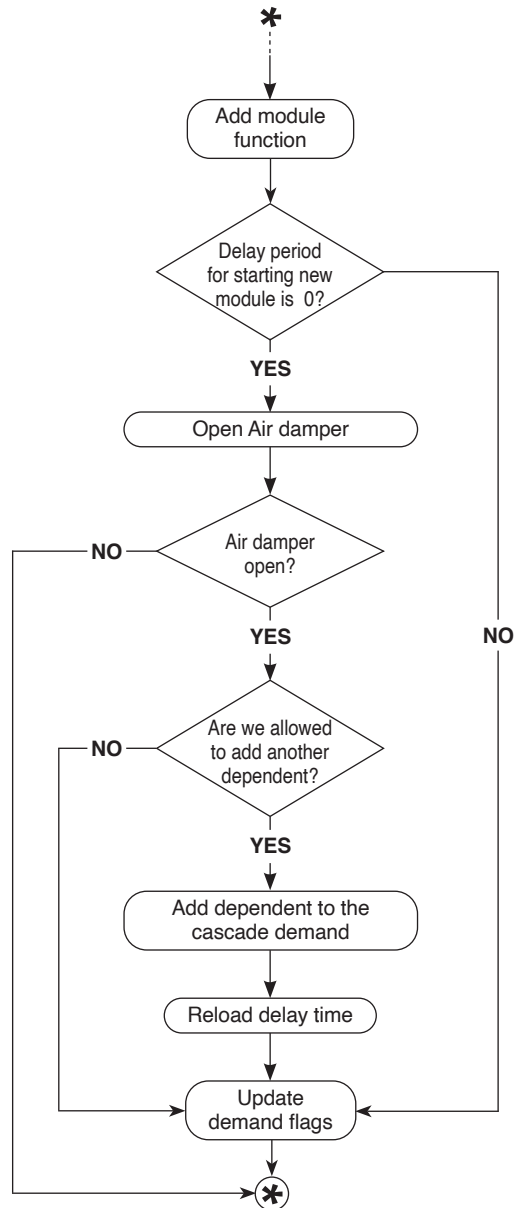 *
Add module
function
Delay period
for starting new
module is 0?
YES
Open Air damper
NO
Air damper
open?
YES
NO
NO
Are we allowed
to add another
dependent?
YES
Add dependent to the
cascade demand
Reload delay time
Update
demand flags
*